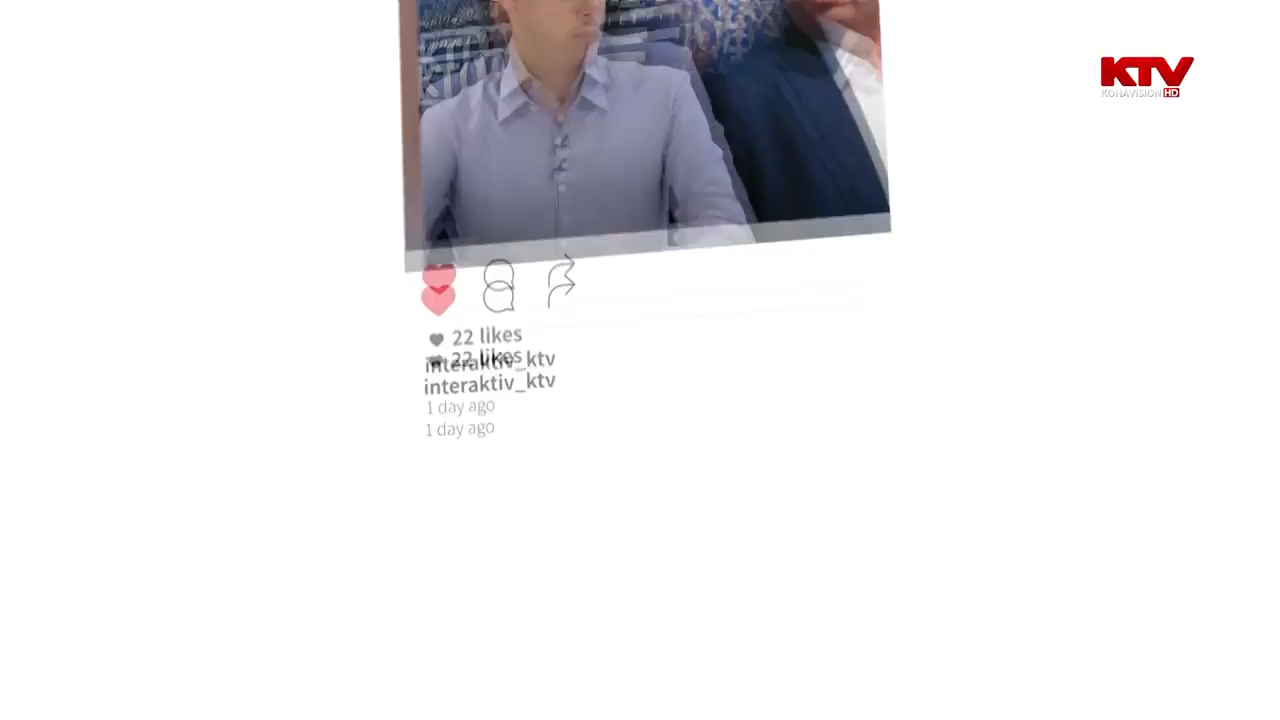 KTV
KOHAVISION HD
22 likes
22 likes
interaktiv_ktv
interaktiv_ktv
1 day ago
1 day ago